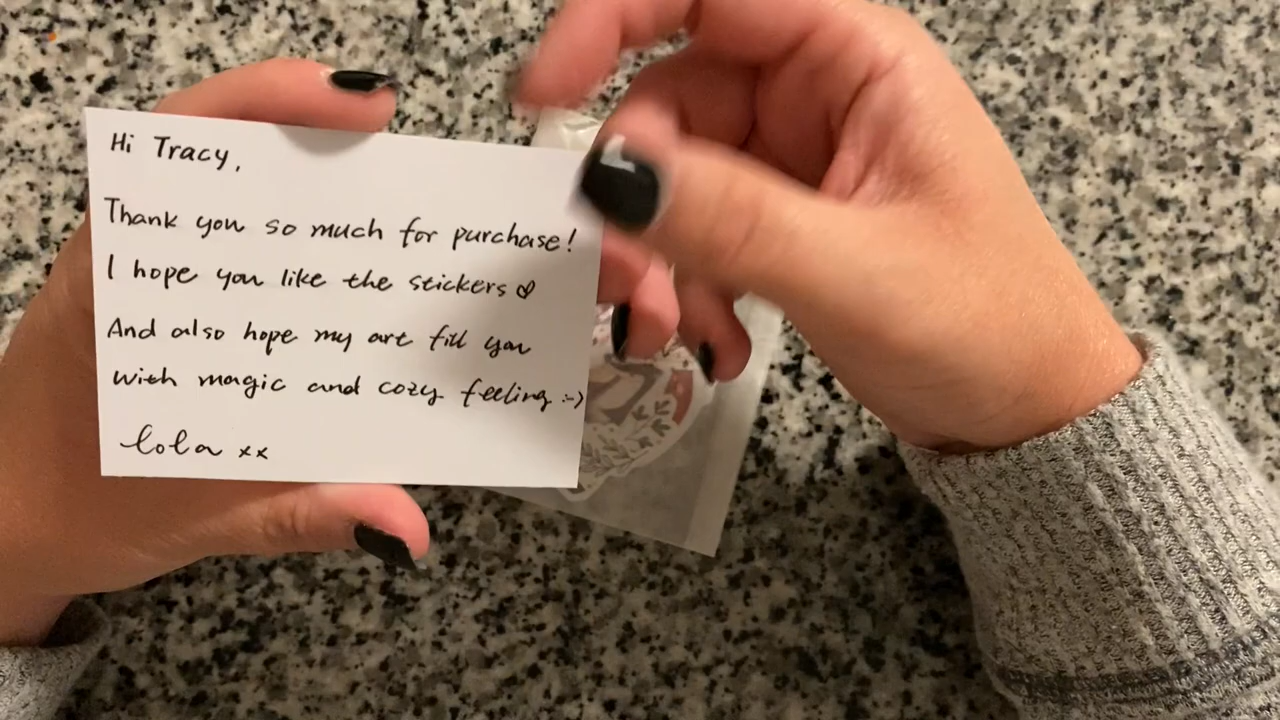 Hi Tracy,
Thank you so much for purchase!
I hope you like the stickers ♡
And also hope my art fill you
with magic and cozy feeling :-)
lola xx